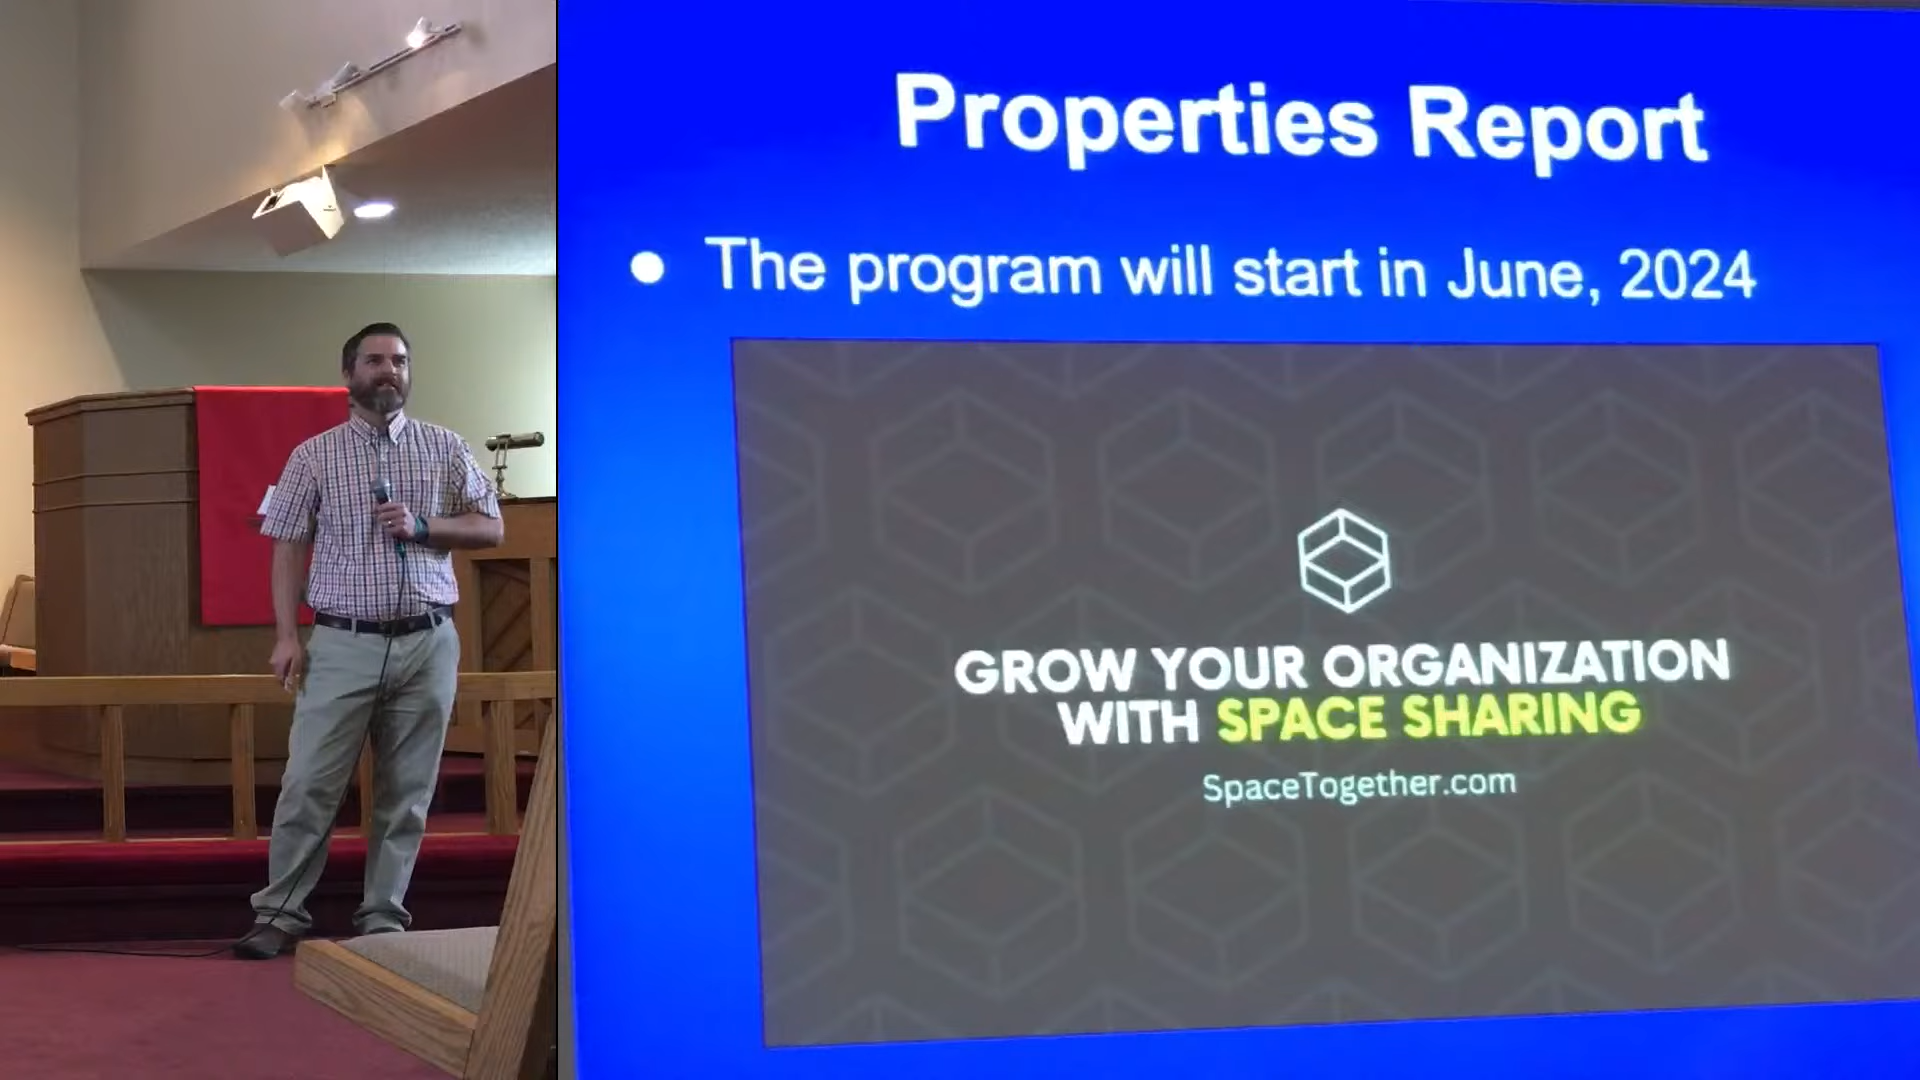 Properties Report
● The program will start in June, 2024
GROW YOUR ORGANIZATION
WITH SPACE SHARING
SpaceTogether.com